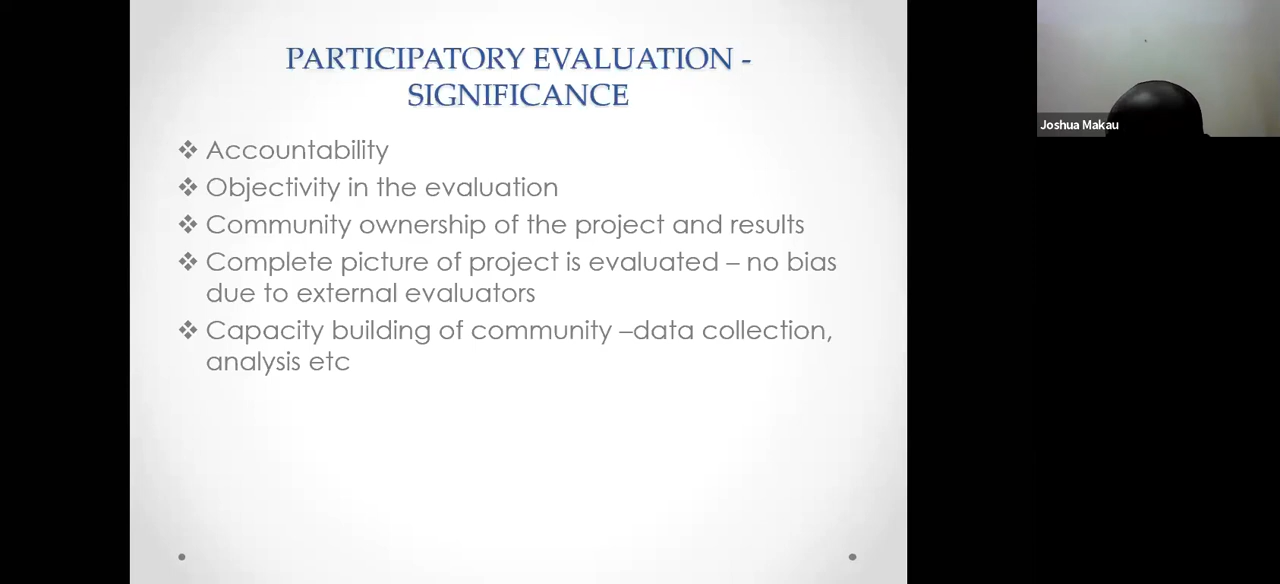 PARTICIPATORY EVALUATION -
SIGNIFICANCE
Accountability
Objectivity in the evaluation
Community ownership of the project and results
Complete picture of project is evaluated – no bias
due to external evaluators
Capacity building of community –data collection,
analysis etc
Joshua Makau